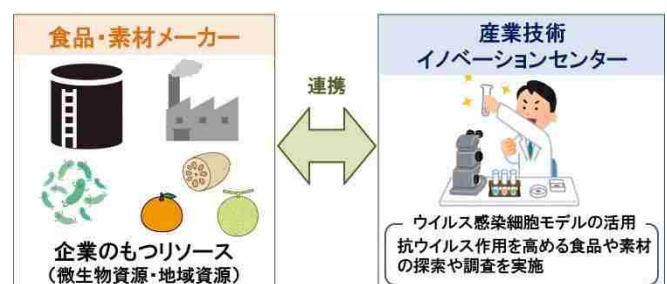 食品・素材メーカー
企業のもつリソース
（微生物資源・地域資源）
連携
産業技術
イノベーションセンター
ウイルス感染細胞モデルの活用
抗ウイルス作用を高める食品や素材
の探索や調査を実施